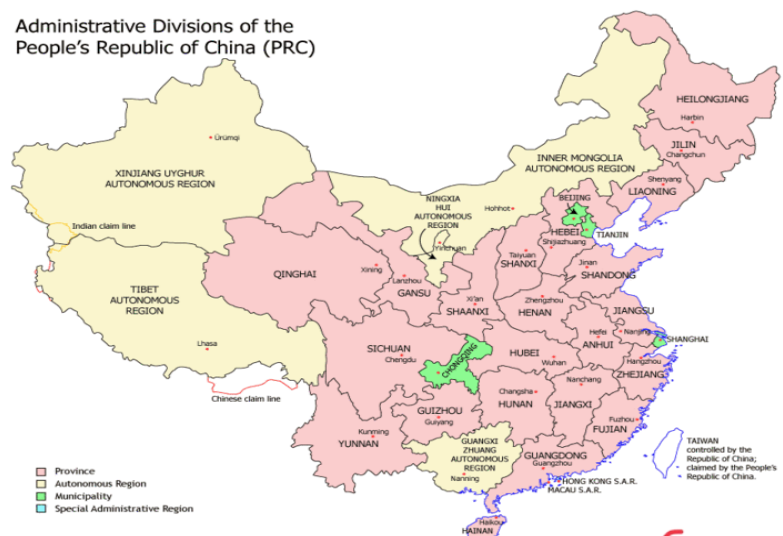 Administrative Divisions of the
People's Republic of China (PRC)
HEILONGJIANG
Harbin
JILIN
Changchun
Ürümqi
INNER MONGOLIA
AUTONOMOUS REGION
XINJIANG UYGHUR
AUTONOMOUS REGION
Shenyang
LIAONING
NINGXIA
HUI
AUTONOMOUS
REGION
BEIJING
Hohhot
Indian claim line
HEBEI
TIANJIN
Shijiazhuang
Yinchuan
Taiyuan
SHANXI
Jinan
SHANDONG
QINGHAI
Xining
Lanzhou
GANSU
TIBET
AUTONOMOUS
REGION
Xi'an
SHAANXI
Zhengzhou
HENAN
JIANGSU
Hefei
Nanjing
ANHUI
SHANGHAI
Lhasa
SICHUAN
Chengdu
CHONGQING
HUBEI
Wuhan
Hangzhou
ZHEJIANG
Chinese claim line
Changsha
HUNAN
Nanchang
JIANGXI
GUIZHOU
Guiyang
Fuzhou
FUJIAN
Kunming
YUNNAN
GUANGXI
ZHUANG
AUTONOMOUS
REGION
Nanning
GUANGDONG
Guangzhou
TAIWAN
controlled by the
Republic of China;
claimed by the People's
Republic of China.
HONG KONG S.A.R.
MACAU S.A.R.
Haikou
HAINAN
Province
Autonomous Region
Municipality
Special Administrative Region